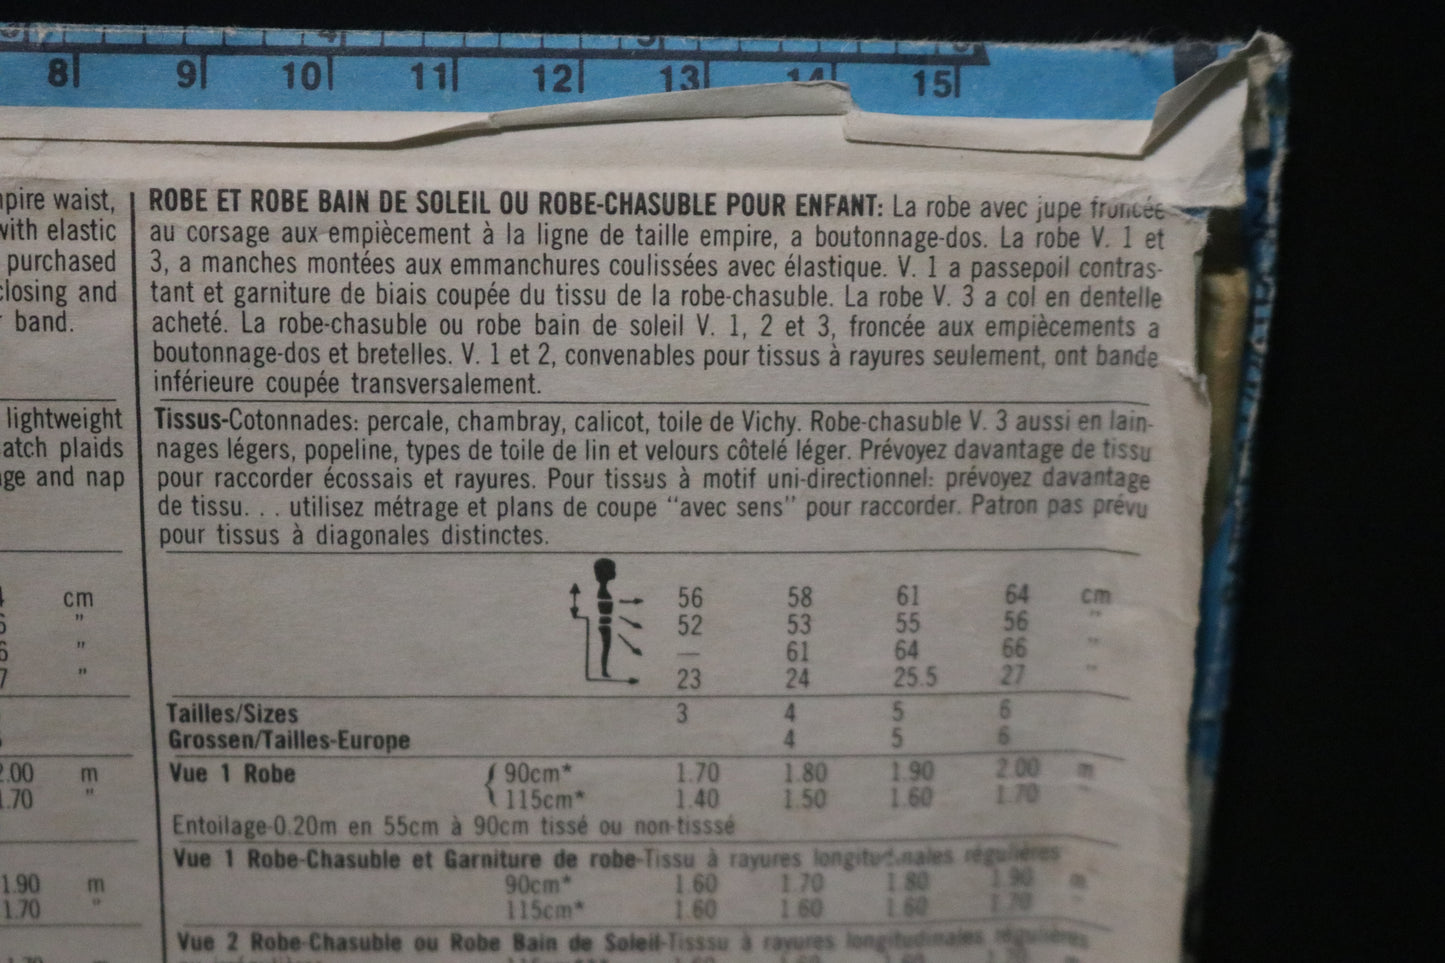 8 9 10 11 12 13 14 15
pire waist,
with elastic
purchased
closing and
band.
lightweight
atch plaids
ge and nap
cm
"
"
7 "
2.00 m
1.70 "
1.90 m
1.70 "
ROBE ET ROBE BAIN DE SOLEIL OU ROBE-CHASUBLE POUR ENFANT: La robe avec jupe froncée
au corsage aux empiècement à la ligne de taille empire, a boutonnage-dos. La robe V. 1 et
3, a manches montées aux emmanchures coulissées avec élastique. V. 1 a passepoil contras-
tant et garniture de biais coupée du tissu de la robe-chasuble. La robe V. 3 a col en dentelle
acheté. La robe-chasuble ou robe bain de soleil V. 1, 2 et 3, froncée aux empiècements a
boutonnage-dos et bretelles. V. 1 et 2, convenables pour tissus à rayures seulement, ont bande
inférieure coupée transversalement.
Tissus-Cotonnades: percale, chambray, calicot, toile de Vichy. Robe-chasuble V. 3 aussi en lain-
nages légers, popeline, types de toile de lin et velours côtelé léger. Prévoyez davantage de tissu
pour raccorder écossais et rayures. Pour tissus à motif uni-directionnel: prévoyez davantage
de tissu. . . utilisez métrage et plans de coupe "avec sens" pour raccorder. Patron pas prévu
pour tissus à diagonales distinctes.
56 58 61 64 cm
52 53 55 56 "
— 61 64 66 "
23 24 25.5 27 "
Tailles/Sizes 3 4 5 6
Grossen/Tailles-Europe 4 5 6
Vue 1 Robe { 90cm* 1.70 1.80 1.90 2.00 m
115cm* 1.40 1.50 1.60 1.70 "
Entoilage-0.20m en 55cm à 90cm tissé ou non-tisssé
Vue 1 Robe-Chasuble et Garniture de robe-Tissu à rayures longitudinales régulières
90cm* 1.60 1.70 1.80 1.90 m
115cm* 1.60 1.60 1.60 1.70 "
Vue 2 Robe-Chasuble ou Robe Bain de Soleil-Tisssu à rayures longitudinales régulières